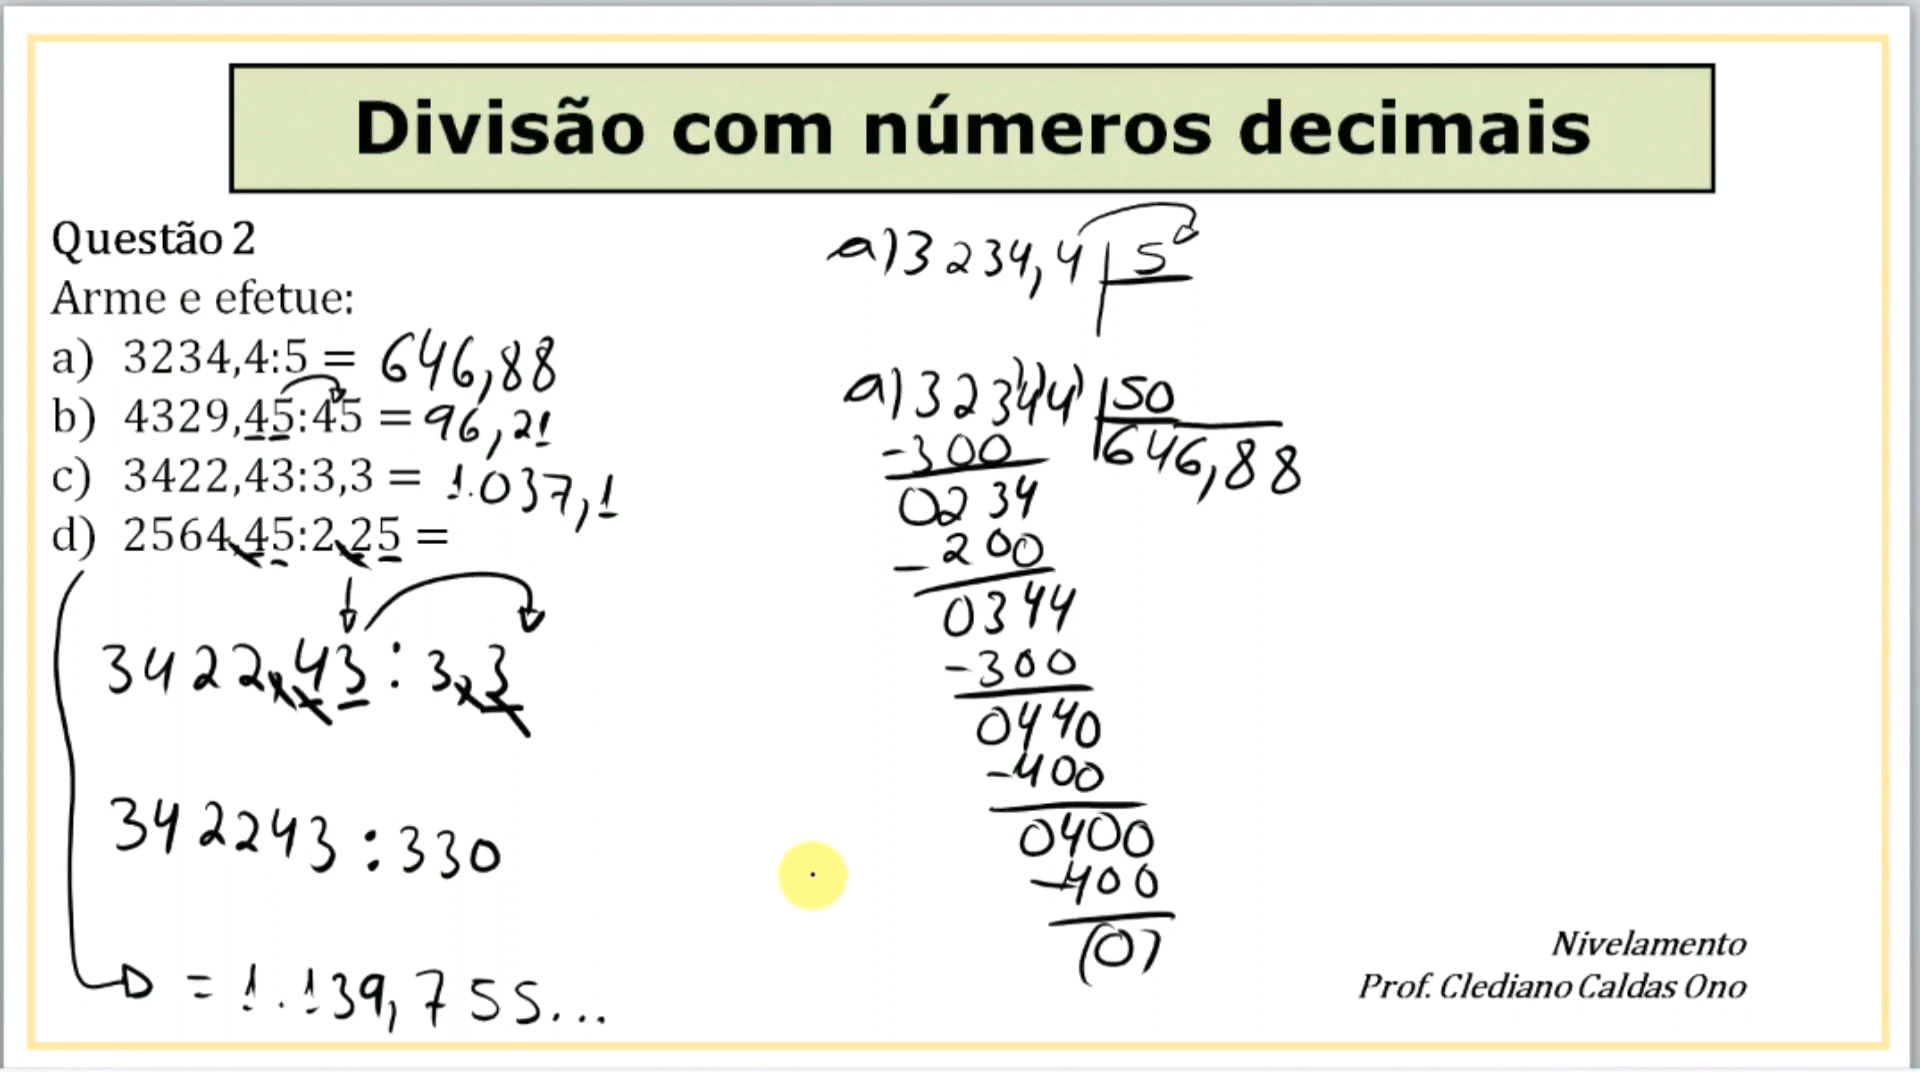 Divisão com números decimais
Questão 2
Arme e efetue:
a) 3234,4:5 = 646,88
b) 4329,45:45 = 96,21
c) 3422,43:3,3 = 1.037,1
d) 2564,45:2,25 =
3422,43 : 3,3
342243 : 330
= 1.139,755...
a) 3234,4 5
a) 32344 50
-300 646,88
0234
-200
0344
-300
0440
-400
0400
-400
(0)
Nivelamento
Prof. Clediano Caldas Ono